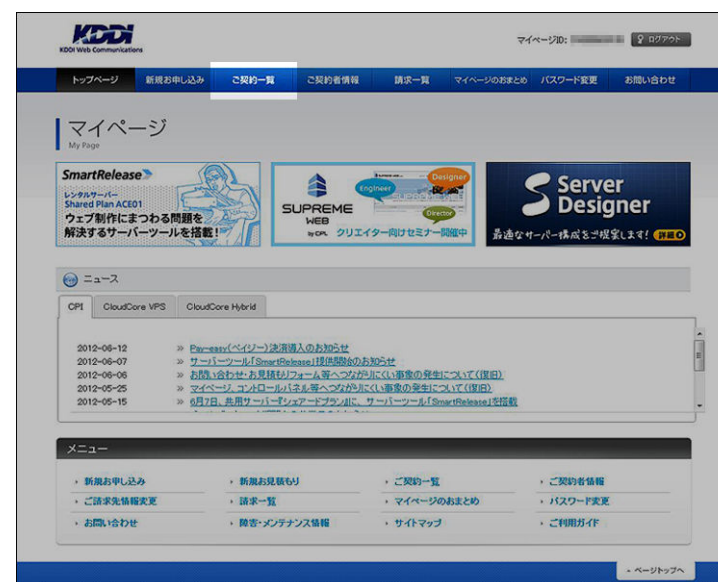 KDDI
KDDI Web Communications
マイページID:
ログアウト
トップページ 新規お申し込み ご契約一覧 ご契約者情報 請求一覧 マイページのおまとめ パスワード変更 お問い合わせ
マイページ
My Page
SmartRelease
レンタルサーバー
Shared Plan ACE01
ウェブ制作にまつわる問題を
解決するサーバーツールを搭載!
SUPREME
WEB
by CPI.
Engineer
Designer
Director
クリエイター向けセミナー開催中
Server
Designer
最適なサーバー構成をご提案します! 詳細
ニュース
CPI CloudCore VPS CloudCore Hybrid
2012-06-12 » Pay-easy(ペイジー)決済導入のお知らせ
2012-06-07 » サーバーツール「SmartRelease」提供開始のお知らせ
2012-06-06 » お問い合わせ・お見積もりフォーム等へつながりにくい事象の発生について(復旧)
2012-05-25 » マイページ、コントロールパネル等へつながりにくい事象の発生について(復旧)
2012-05-15 » 6月7日、共用サーバー『シェアードプラン』に、サーバーツール「SmartRelease」を搭載
メニュー
新規お申し込み 新規お見積もり ご契約一覧 ご契約者情報
ご請求先情報変更 請求一覧 マイページのおまとめ パスワード変更
お問い合わせ 障害・メンテナンス情報 サイトマップ ご利用ガイド
ページトップへ